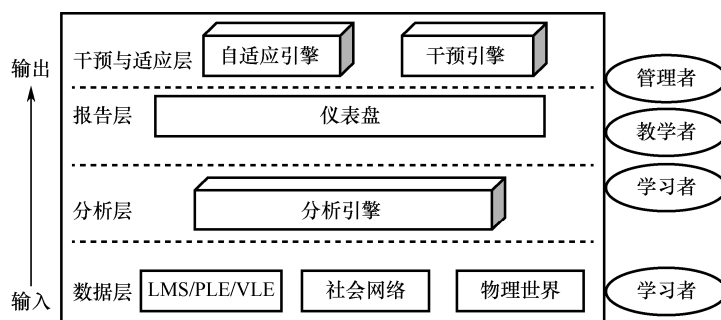 干预与适应层 自适应引擎 干预引擎
输出
管理者
报告层 仪表盘
教学者
学习者
分析层 分析引擎
数据层 LMS/PLE/VLE 社会网络 物理世界 学习者
输入